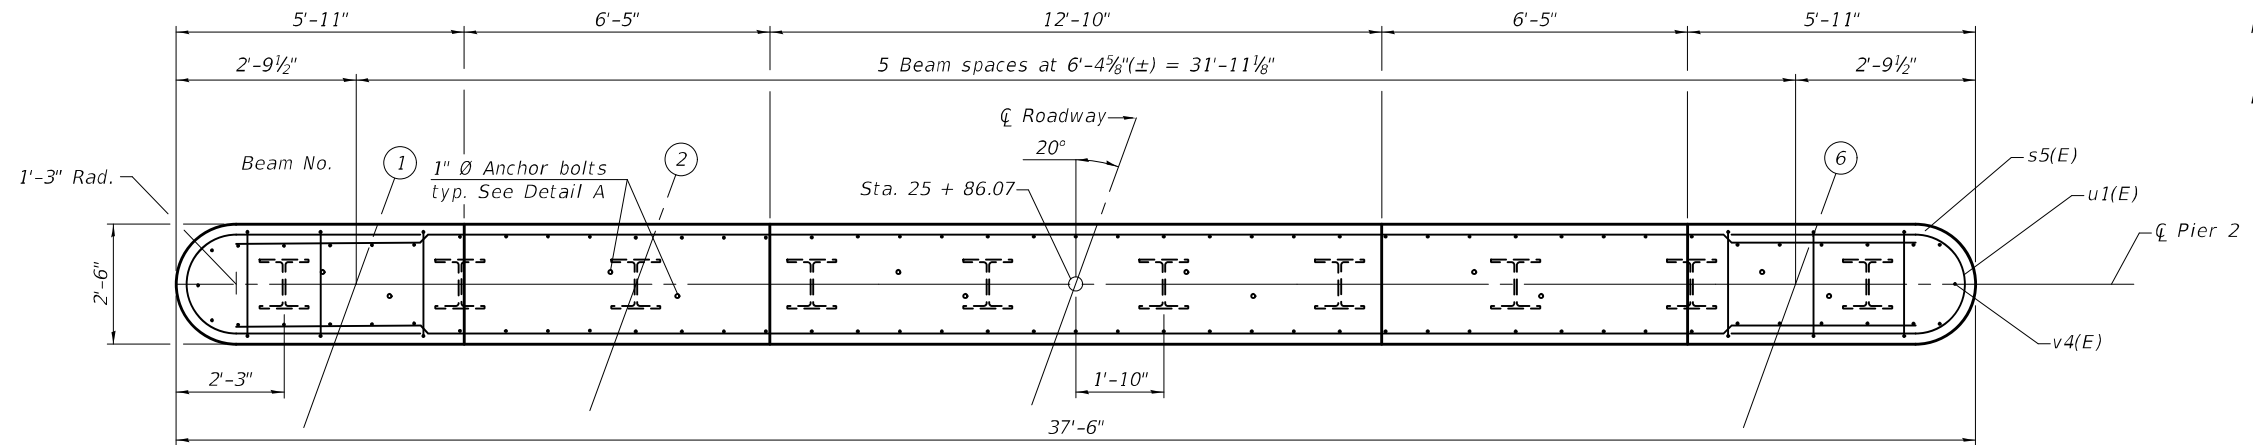 5'-11" 6'-5" 12'-10" 6'-5" 5'-11"
2'-9½" 5 Beam spaces at 6'-4⅝"(±) = 31'-11⅛" 2'-9½"
℄ Roadway
20°
Beam No. 1 2 6
1" Ø Anchor bolts
typ. See Detail A
1'-3" Rad.
Sta. 25 + 86.07
s5(E)
u1(E)
℄ Pier 2
2'-6"
v4(E)
2'-3" 1'-10"
37'-6"